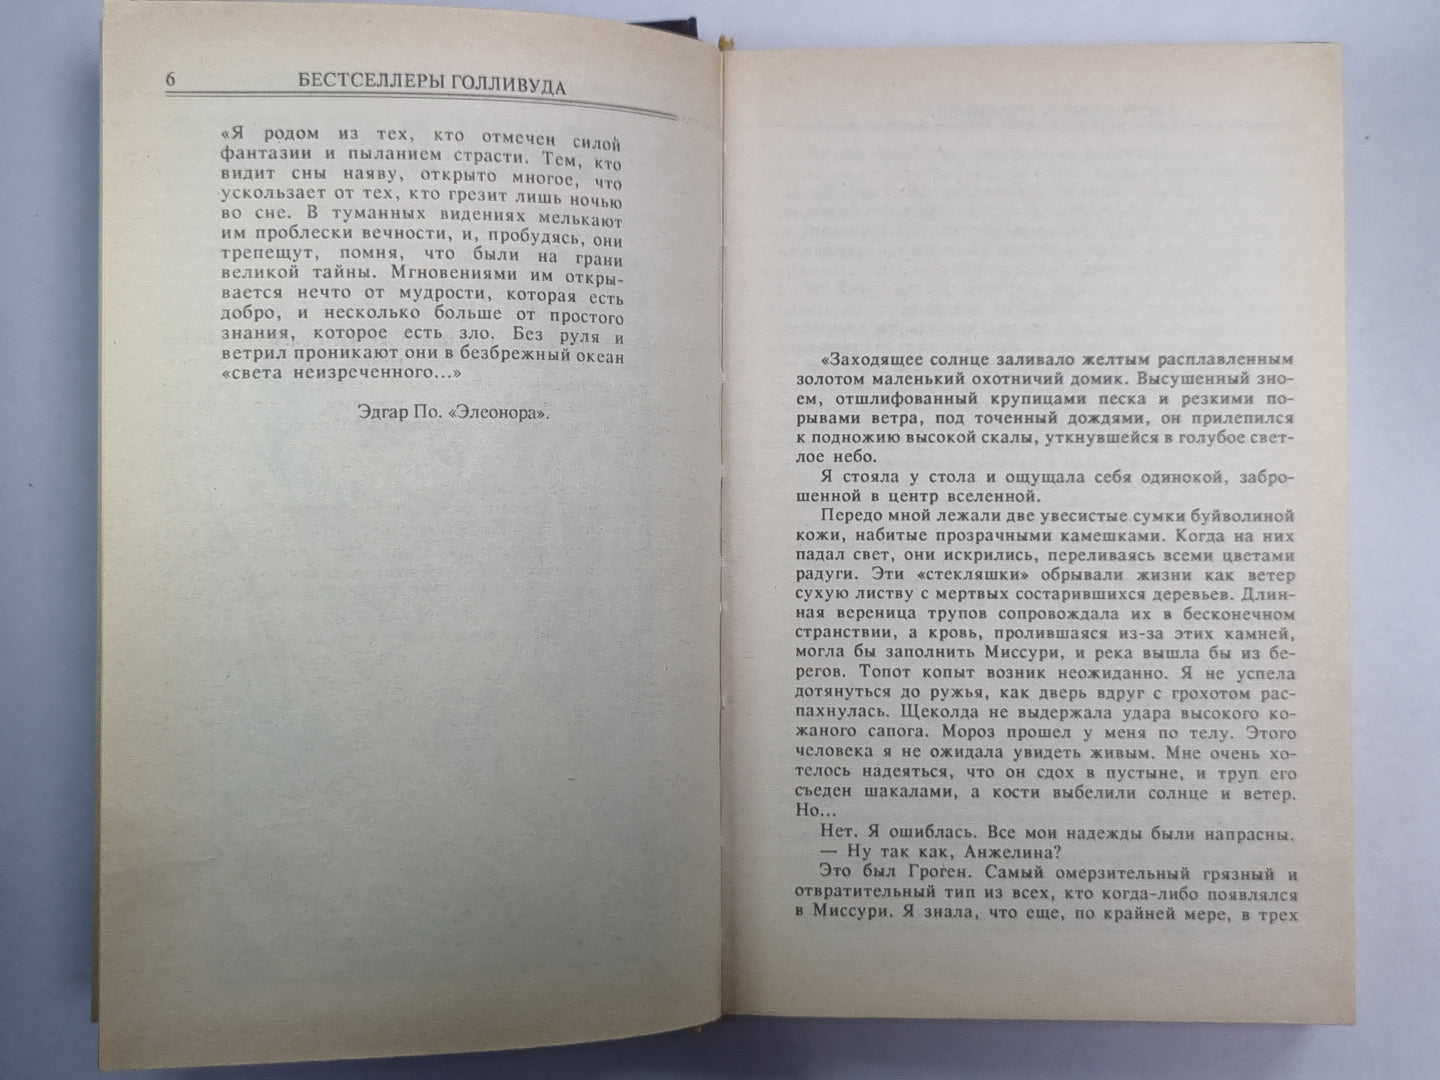 6 БЕСТСЕЛЛЕРЫ ГОЛЛИВУДА
«Я родом из тех, кто отмечен силой
фантазии и пыланием страсти. Тем, кто
видит сны наяву, открыто многое, что
ускользает от тех, кто грезит лишь ночью
во сне. В туманных видениях мелькают
им проблески вечности, и, пробудясь, они
трепещут, помня, что были на грани
великой тайны. Мгновениями им откры-
вается нечто от мудрости, которая есть
добро, и несколько больше от простого
знания, которое есть зло. Без руля и
ветрил проникают они в безбрежный океан
«света неизреченного...»
Эдгар По. «Элеонора».
«Заходящее солнце заливало желтым расплавленным
золотом маленький охотничий домик. Высушенный зно-
ем, отшлифованный крупицами песка и резкими по-
рывами ветра, под точенный дождями, он прилепился
к подножию высокой скалы, уткнувшейся в голубое свет-
лое небо.
Я стояла у стола и ощущала себя одинокой, забро-
шенной в центр вселенной.
Передо мной лежали две увесистые сумки буйволиной
кожи, набитые прозрачными камешками. Когда на них
падал свет, они искрились, переливаясь всеми цветами
радуги. Эти «стекляшки» обрывали жизни как ветер
сухую листву с мертвых состарившихся деревьев. Длин-
ная вереница трупов сопровождала их в бесконечном
странствии, а кровь, пролившаяся из-за этих камней,
могла бы заполнить Миссури, и река вышла бы из бе-
регов. Топот копыт возник неожиданно. Я не успела
дотянуться до ружья, как дверь вдруг с грохотом рас-
пахнулась. Щеколда не выдержала удара высокого ко-
жаного сапога. Мороз прошел у меня по телу. Этого
человека я не ожидала увидеть живым. Мне очень хо-
телось надеяться, что он сдох в пустыне, и труп его
съеден шакалами, а кости выбелили солнце и ветер.
Но...
Нет. Я ошиблась. Все мои надежды были напрасны.
— Ну так как, Анжелина?
Это был Гроген. Самый омерзительный грязный и
отвратительный тип из всех, кто когда-либо появлялся
в Миссури. Я знала, что еще, по крайней мере, в трех